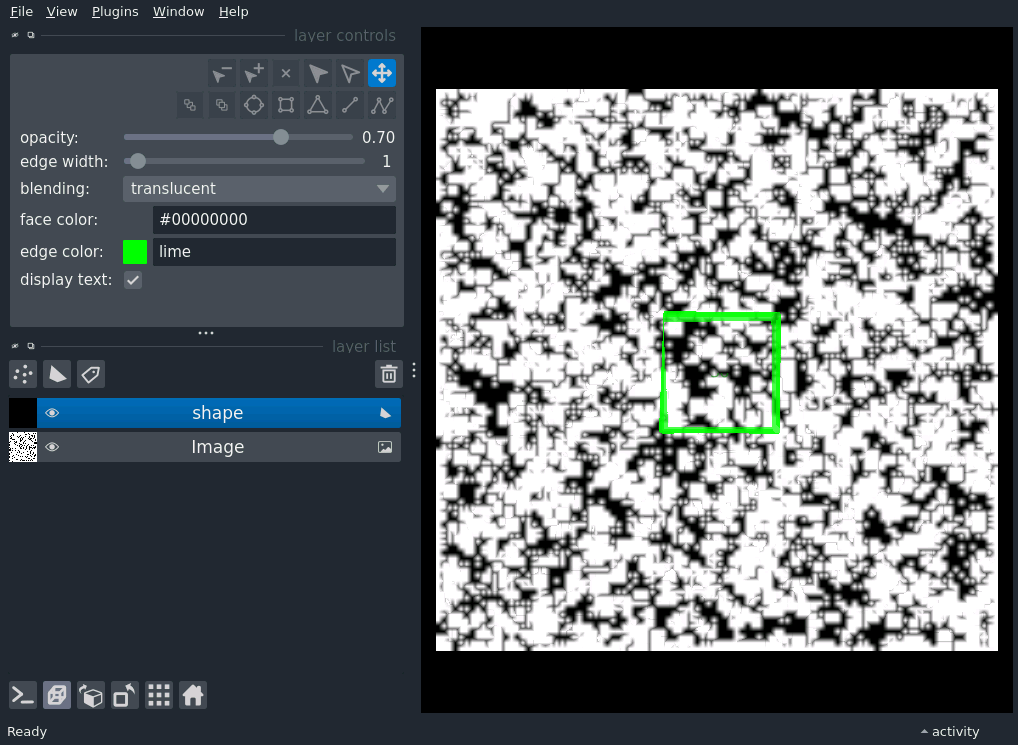 File View Plugins Window Help
layer controls
opacity: 0.70
edge width: 1
blending: translucent
face color: #00000000
edge color: lime
display text:
layer list
shape
Image
Ready
activity